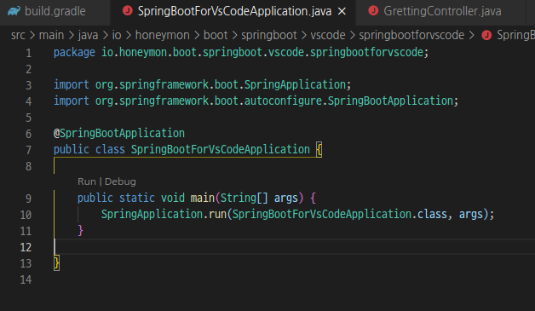 build.gradle SpringBootForVsCodeApplication.java × GrettingController.java
src > main > java > io > honeymon > boot > springboot > vscode > springbootforvscode > SpringBootFor
1 package io.honeymon.boot.springboot.vscode.springbootforvscode;
2
3 import org.springframework.boot.SpringApplication;
4 import org.springframework.boot.autoconfigure.SpringBootApplication;
5
6 @SpringBootApplication
7 public class SpringBootForVsCodeApplication {
8
Run | Debug
9 public static void main(String[] args) {
10 SpringApplication.run(SpringBootForVsCodeApplication.class, args);
11 }
12
13 }
14